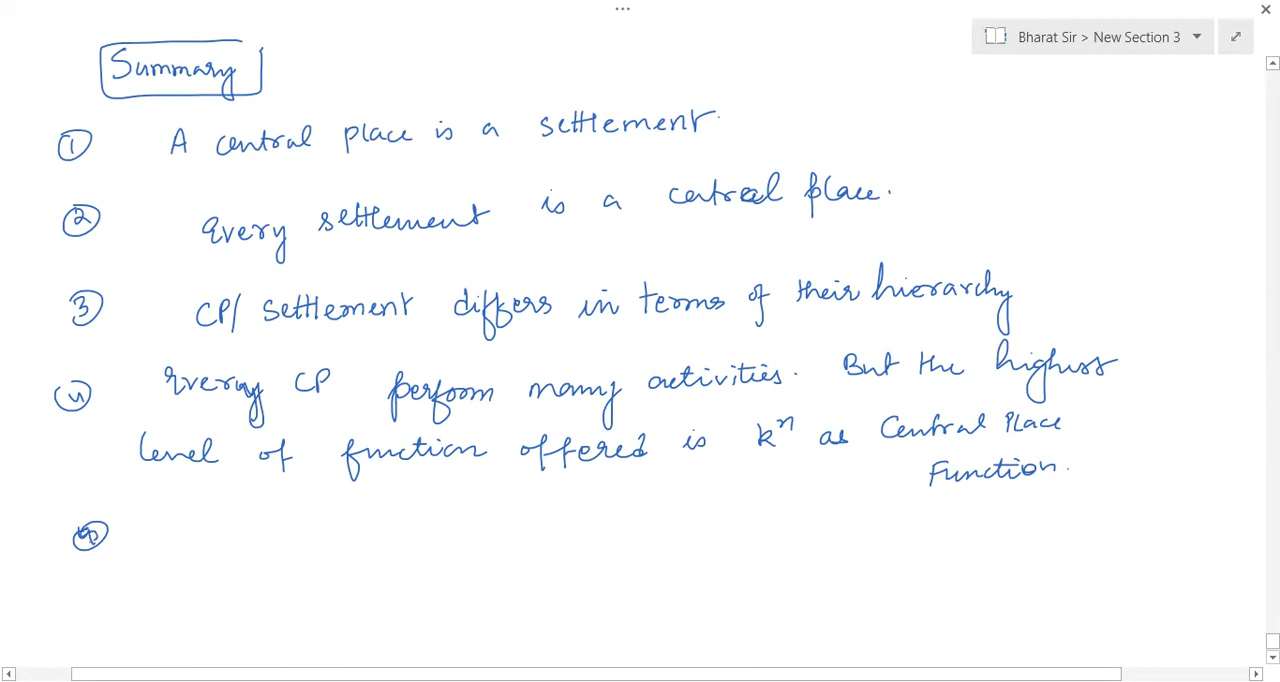 ...
Bharat Sir > New Section 3
Summary
① A central place is a settlement.
② Every settlement is a central place.
③ CP/ settlement differs in terms of their hierarchy
④ Every CP perform many activities. But the highest
level of function offered is kⁿ as Central Place
Function.